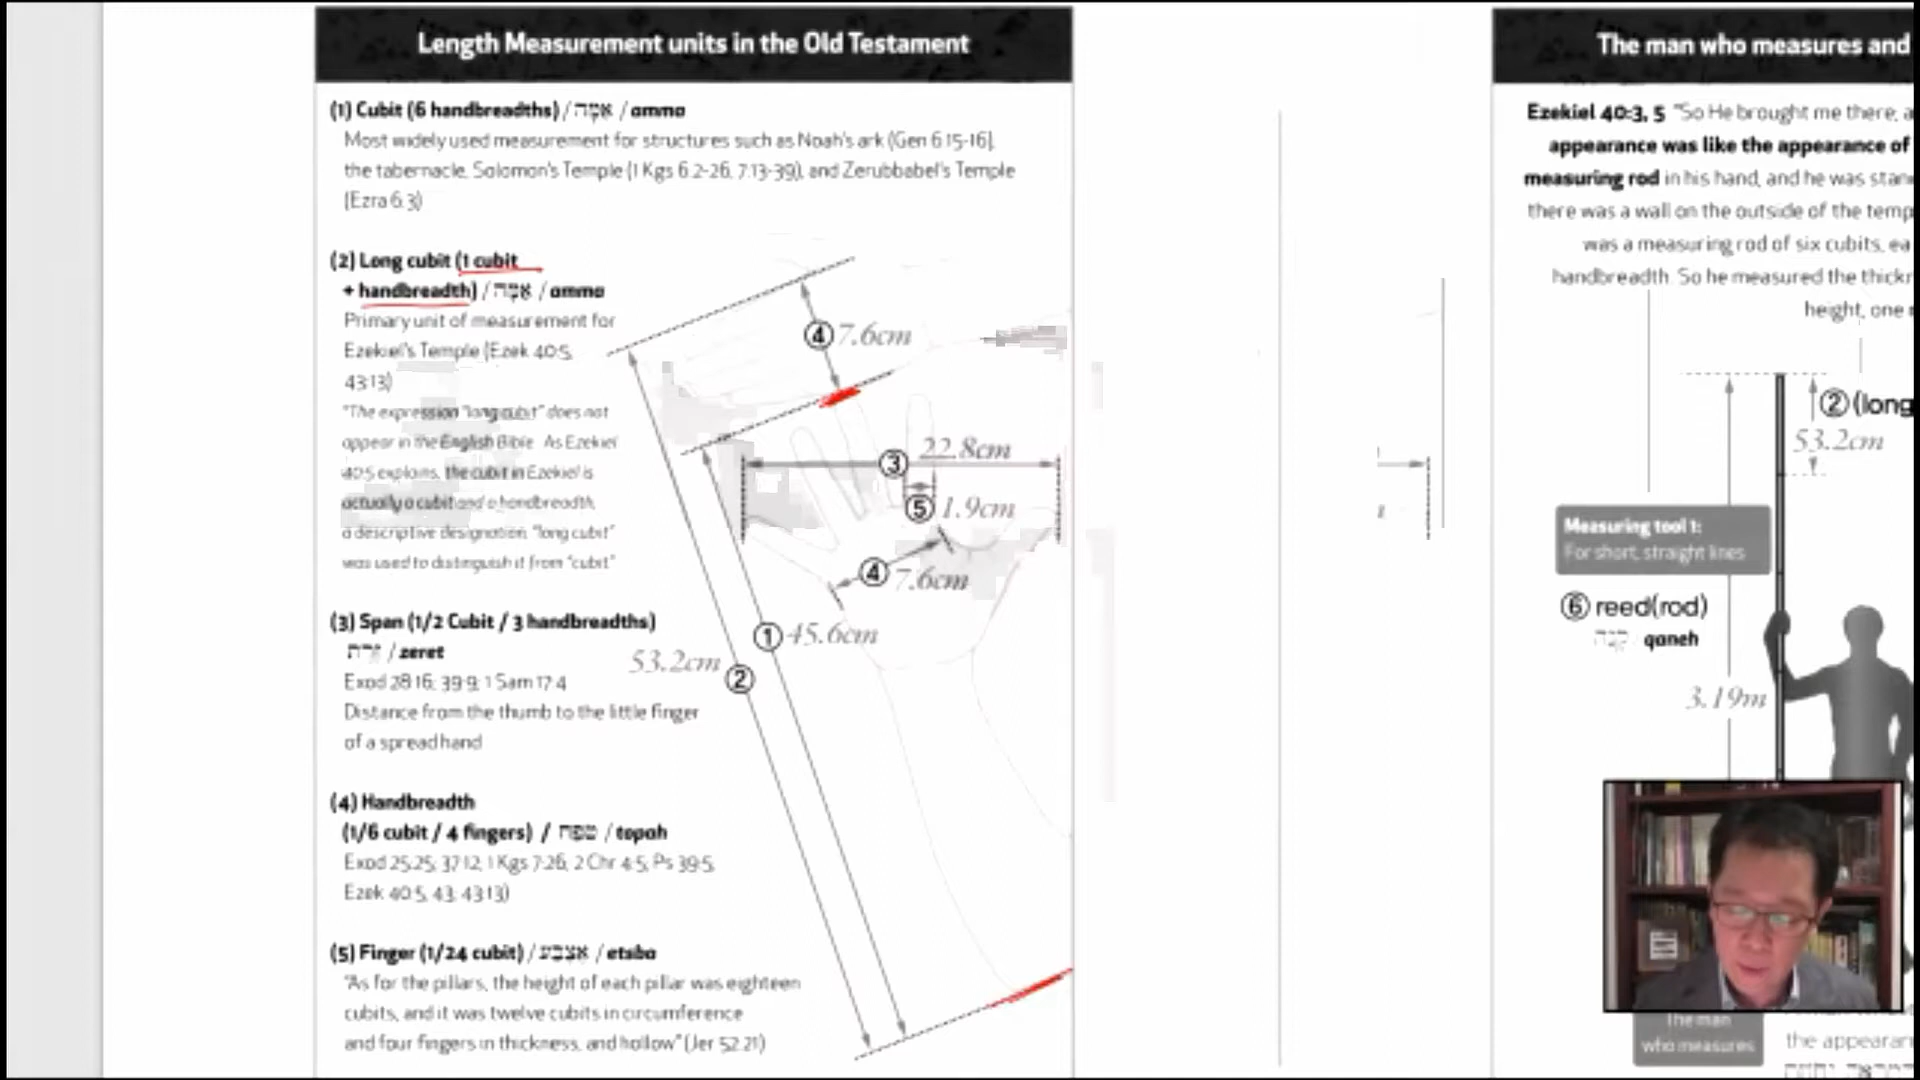 Length Measurement units in the Old Testament
(1) Cubit (6 handbreadths) / אַמָּה / amma
Most widely used measurement for structures such as Noah's ark (Gen 6:15-16),
the tabernacle, Solomon's Temple (1 Kgs 6:2-26, 7:13-39), and Zerubbabel's Temple
(Ezra 6:3)
(2) Long cubit (1 cubit
+ handbreadth) / אַמָּה / amma
Primary unit of measurement for
Ezekiel's Temple (Ezek 40:5,
43:13)
"The expression "long cubit" does not
appear in the English Bible. As Ezekiel
40:5 explains, the cubit in Ezekiel is
actually a cubit and a handbreadth,
a descriptive designation, "long cubit"
was used to distinguish it from "cubit"
(3) Span (1/2 Cubit / 3 handbreadths)
זרת / zeret
Exod 28:16; 39:9; 1 Sam 17:4
Distance from the thumb to the little finger
of a spread hand
(4) Handbreadth
(1/6 cubit / 4 fingers) / טפח / topah
Exod 25:25; 37:12, 1 Kgs 7:26, 2 Chr 4:5, Ps 39:5,
Ezek 40:5, 43; 43:13)
(5) Finger (1/24 cubit) / אצבע / etsba
"As for the pillars, the height of each pillar was eighteen
cubits, and it was twelve cubits in circumference
and four fingers in thickness, and hollow" (Jer 52:21)
④ 7.6cm
③ 22.8cm
⑤ 1.9cm
④ 7.6cm
① 45.6cm
53.2cm ②
The man who measures and
Ezekiel 40:3, 5 "So He brought me there, a
appearance was like the appearance of
measuring rod in his hand, and he was stan
there was a wall on the outside of the temp
was a measuring rod of six cubits, ea
handbreadth. So he measured the thickn
height, one
② (long
53.2cm
Measuring tool 1:
For short, straight lines
⑥ reed(rod)
קנה / qaneh
3.19m
The man
who measures
the appearan